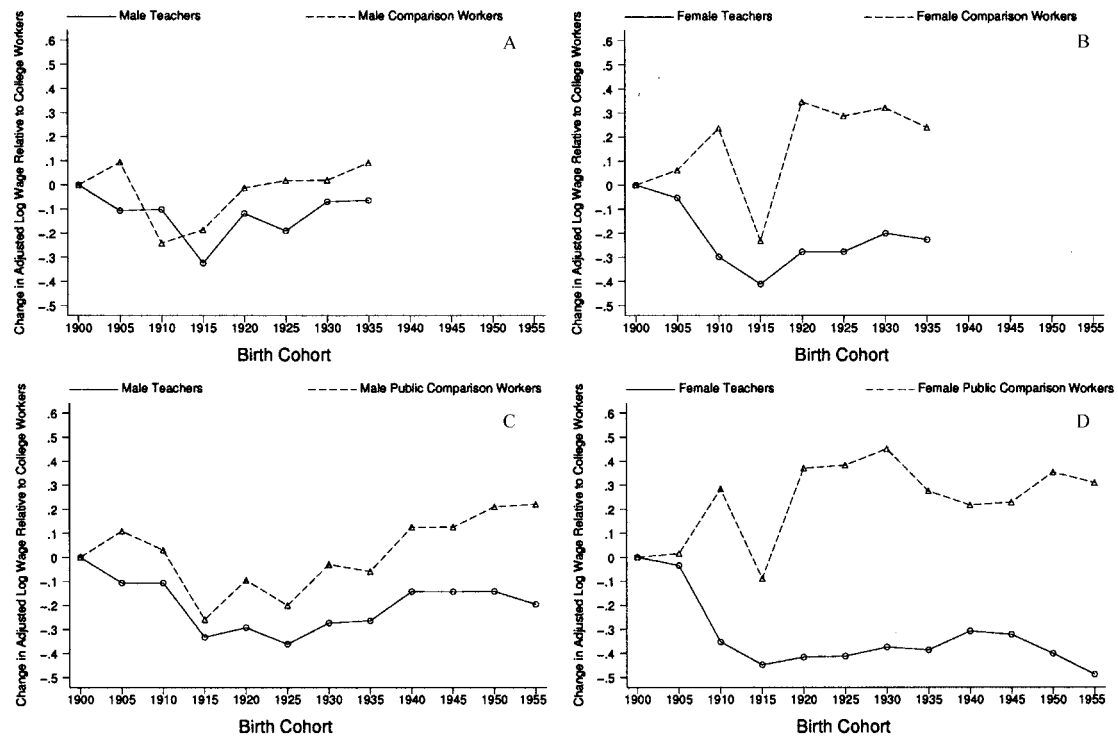 Male Teachers Male Comparison Workers
A
Change in Adjusted Log Wage Relative to College Workers
.6
.5
.4
.3
.2
.1
0
-.1
-.2
-.3
-.4
-.5
1900 1905 1910 1915 1920 1925 1930 1935 1940 1945 1950 1955
Birth Cohort
Female Teachers Female Comparison Workers
B
Change in Adjusted Log Wage Relative to College Workers
.6
.5
.4
.3
.2
.1
0
-.1
-.2
-.3
-.4
-.5
1900 1905 1910 1915 1920 1925 1930 1935 1940 1945 1950 1955
Birth Cohort
Male Teachers Male Public Comparison Workers
C
Change in Adjusted Log Wage Relative to College Workers
.6
.5
.4
.3
.2
.1
0
-.1
-.2
-.3
-.4
-.5
1900 1905 1910 1915 1920 1925 1930 1935 1940 1945 1950 1955
Birth Cohort
Female Teachers Female Public Comparison Workers
D
Change in Adjusted Log Wage Relative to College Workers
.6
.5
.4
.3
.2
.1
0
-.1
-.2
-.3
-.4
-.5
1900 1905 1910 1915 1920 1925 1930 1935 1940 1945 1950 1955
Birth Cohort